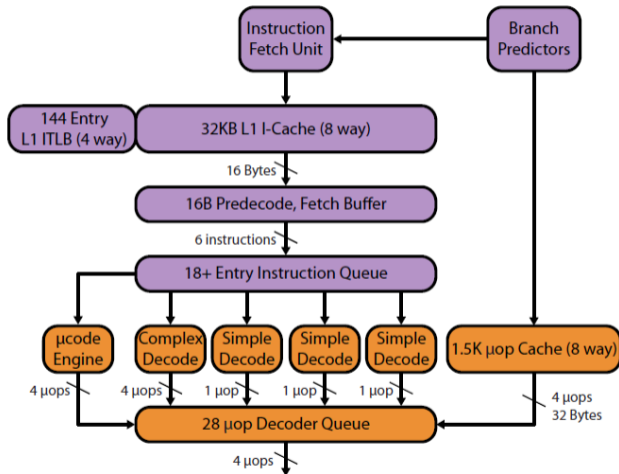 Instruction
Fetch Unit
Branch
Predictors
144 Entry
L1 ITLB (4 way)
32KB L1 I-Cache (8 way)
16 Bytes
16B Predecode, Fetch Buffer
6 instructions
18+ Entry Instruction Queue
µcode
Engine
Complex
Decode
Simple
Decode
Simple
Decode
Simple
Decode
1.5K µop Cache (8 way)
4 µops
4 µops
1 µop
1 µop
1 µop
4 µops
32 Bytes
28 µop Decoder Queue
4 µops